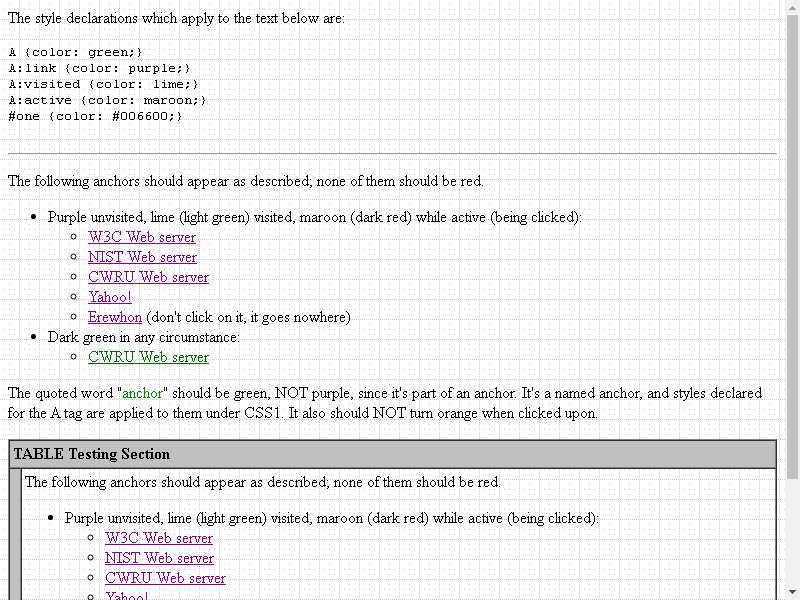 The style declarations which apply to the text below are:
A {color: green;}
A:link {color: purple;}
A:visited {color: lime;}
A:active {color: maroon;}
#one {color: #006600;}
The following anchors should appear as described; none of them should be red.
Purple unvisited, lime (light green) visited, maroon (dark red) while active (being clicked):
W3C Web server
NIST Web server
CWRU Web server
Yahoo!
Erewhon (don't click on it, it goes nowhere)
Dark green in any circumstance:
CWRU Web server
The quoted word "anchor" should be green, NOT purple, since it's part of an anchor. It's a named anchor, and styles declared
for the A tag are applied to them under CSS1. It also should NOT turn orange when clicked upon.
TABLE Testing Section
The following anchors should appear as described; none of them should be red.
Purple unvisited, lime (light green) visited, maroon (dark red) while active (being clicked):
W3C Web server
NIST Web server
CWRU Web server
Yahoo!